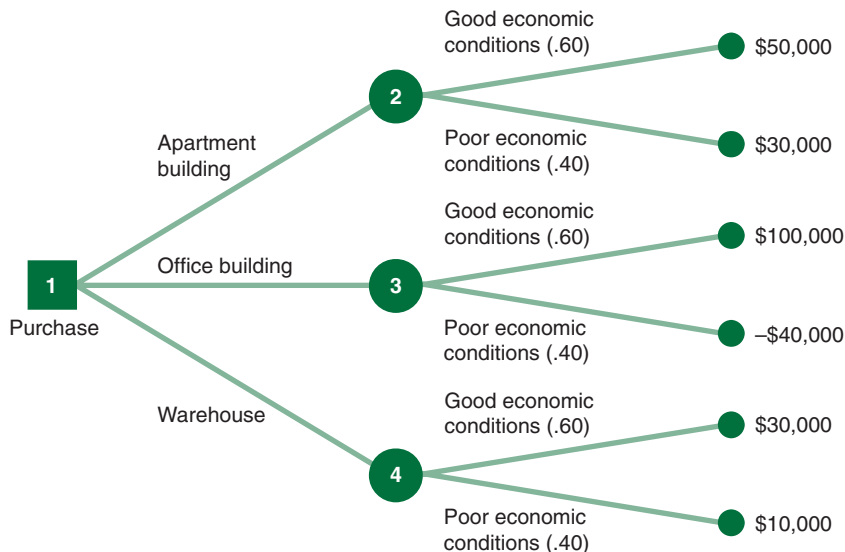 Good economic
conditions (.60)
$50,000
2
Apartment
building
Poor economic
conditions (.40)
$30,000
Good economic
conditions (.60)
$100,000
Office building
1
3
Purchase
Poor economic
conditions (.40)
–$40,000
Good economic
conditions (.60)
$30,000
Warehouse
4
Poor economic
conditions (.40)
$10,000